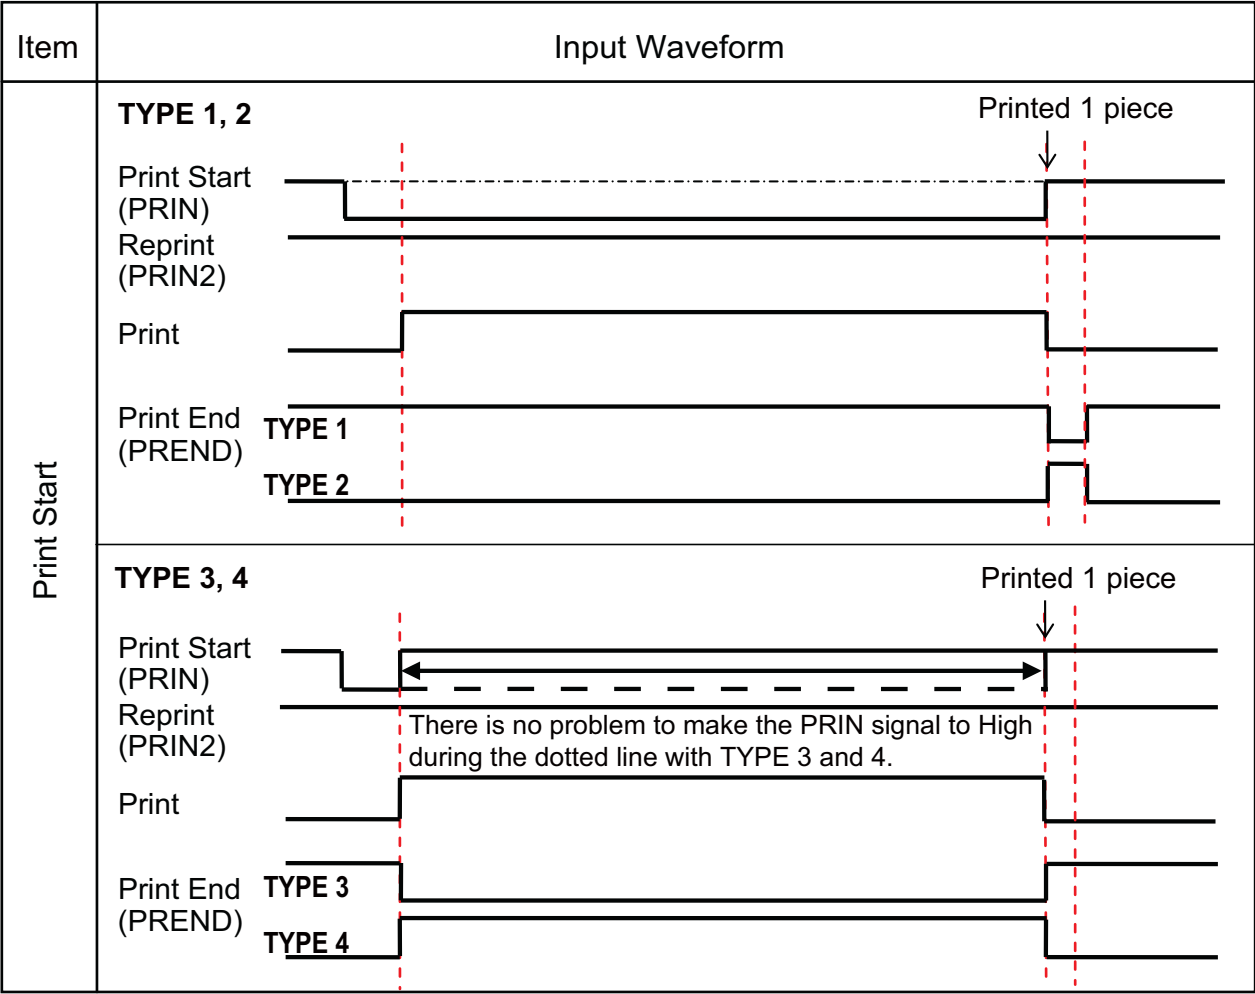 Item
Input Waveform
Print Start
TYPE 1, 2
Printed 1 piece
Print Start
(PRIN)
Reprint
(PRIN2)
Print
Print End
(PREND)
TYPE 1
TYPE 2
TYPE 3, 4
Printed 1 piece
Print Start
(PRIN)
Reprint
(PRIN2)
There is no problem to make the PRIN signal to High
during the dotted line with TYPE 3 and 4.
Print
Print End
(PREND)
TYPE 3
TYPE 4